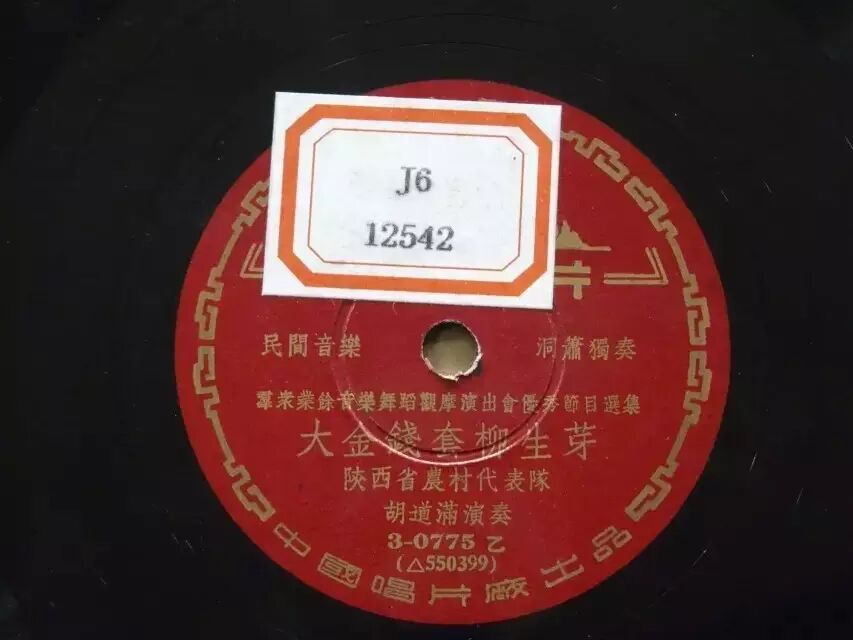 J6
12542
民間音樂 洞簫獨奏
羣衆業餘音樂舞蹈觀摩演出會優秀節目選集
大金錢套柳生芽
陝西省農村代表隊
胡道滿演奏
3-0775 乙
(△550399)
中國唱片廠出品